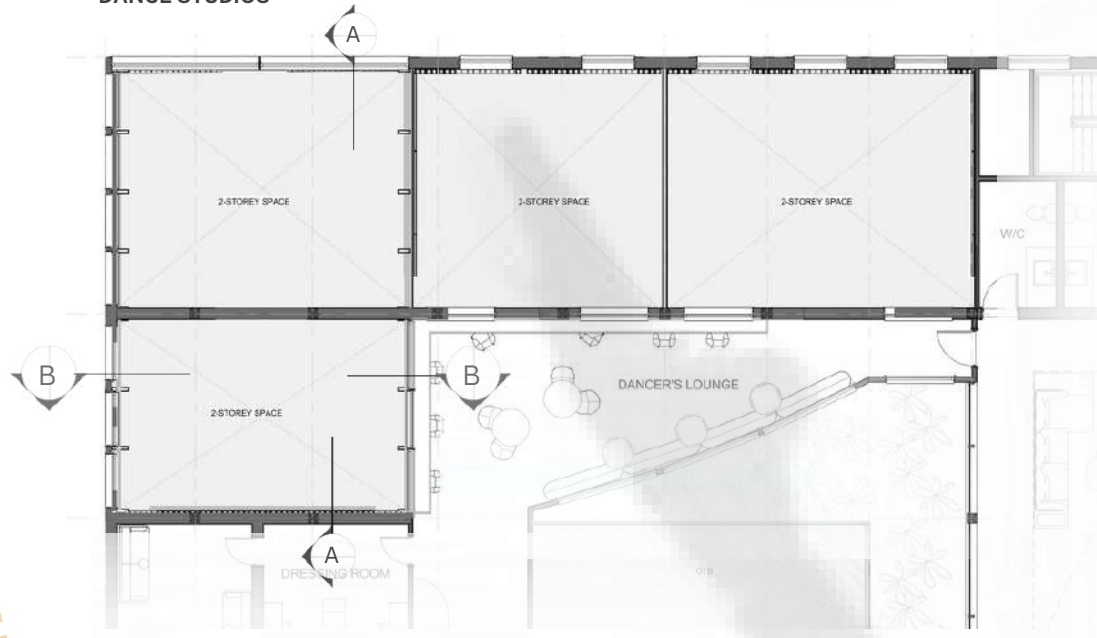 DANCE STUDIOS
A
2-STOREY SPACE
2-STOREY SPACE
2-STOREY SPACE
W/C
B
B
DANCER'S LOUNGE
2-STOREY SPACE
A
DRESSING ROOM